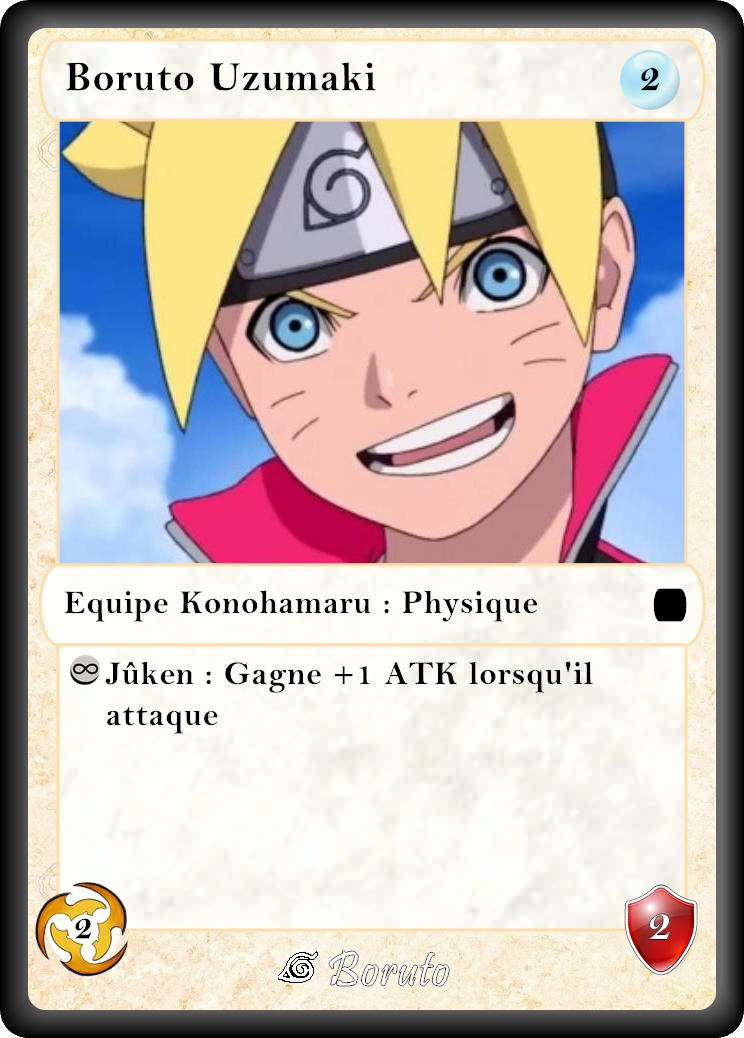 Boruto Uzumaki
2
Equipe Konohamaru : Physique
∞ Jûken : Gagne +1 ATK lorsqu'il
attaque
2
2
Boruto